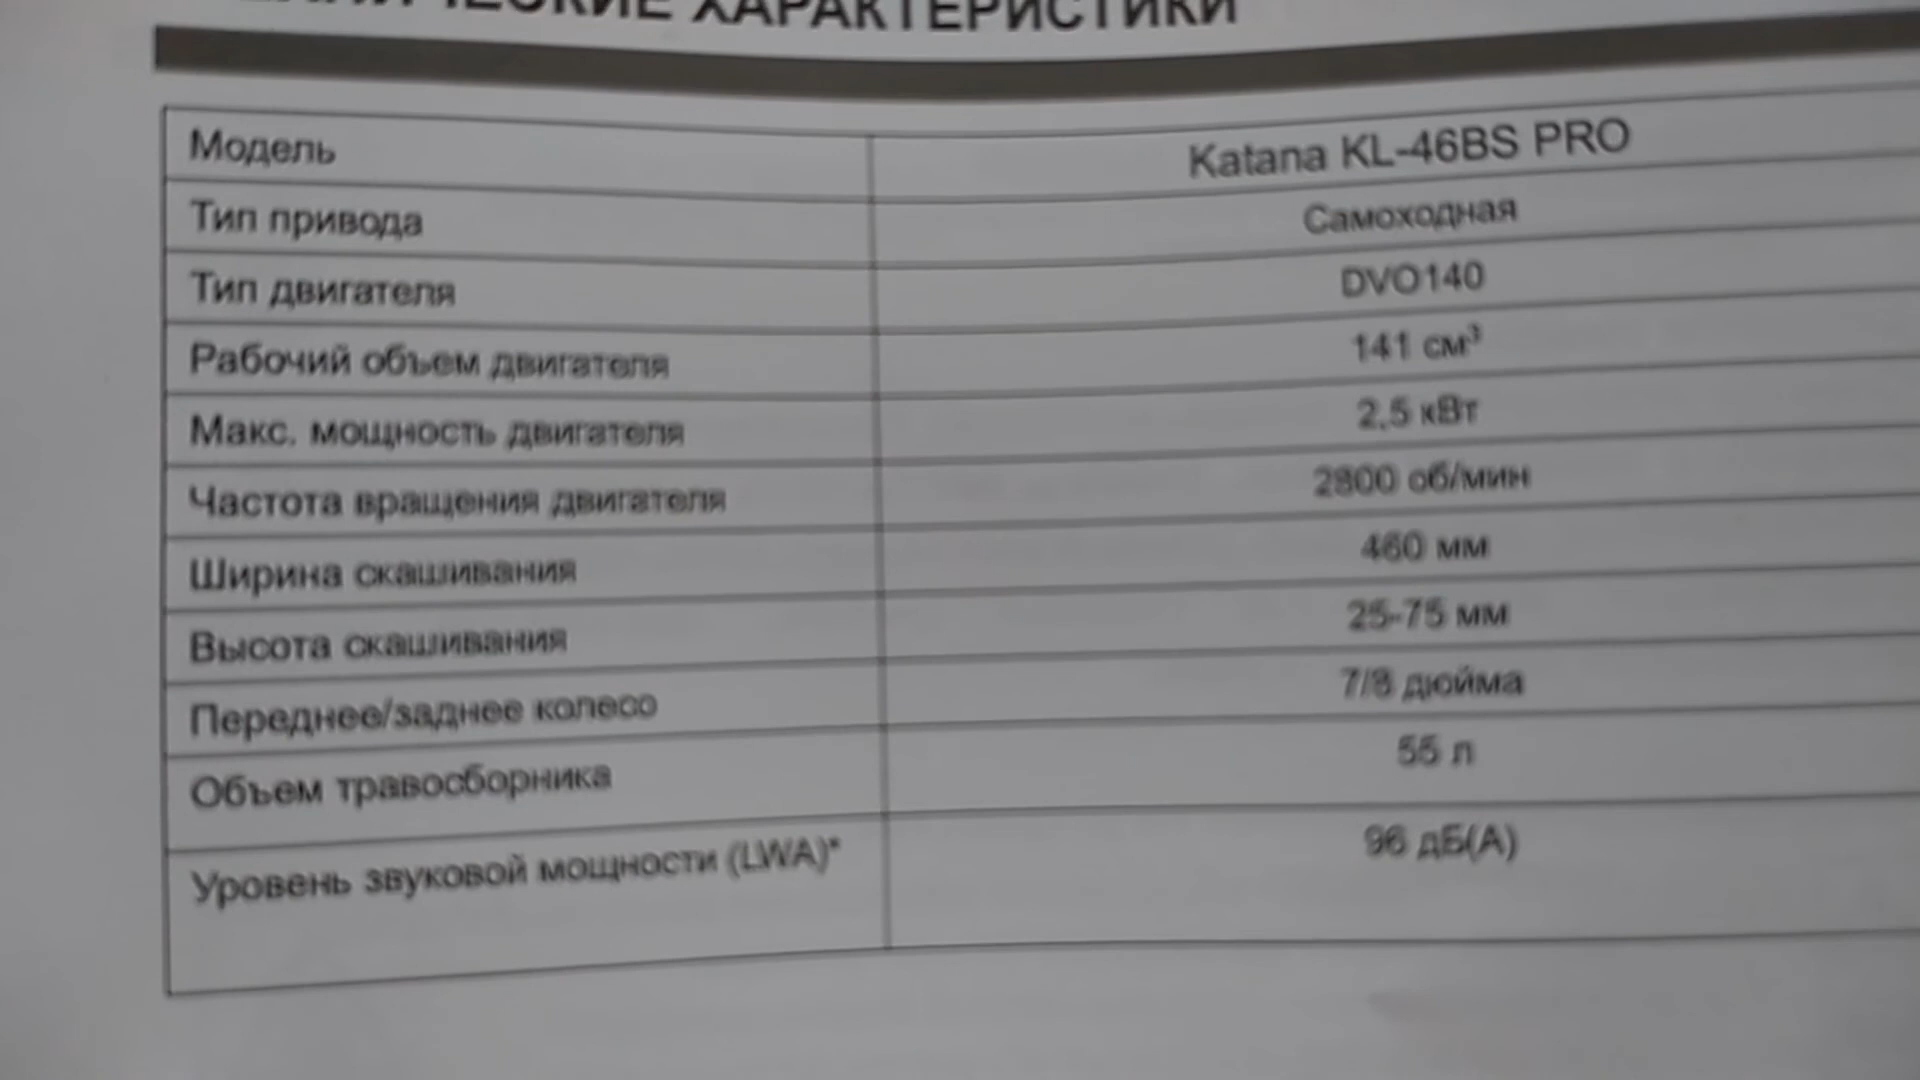 ТЕХНИЧЕСКИЕ ХАРАКТЕРИСТИКИ
Модель Katana KL-46BS PRO
Тип привода Самоходная
Тип двигателя DVO140
Рабочий объем двигателя 141 см³
Макс. мощность двигателя 2,5 кВт
Частота вращения двигателя 2800 об/мин
Ширина скашивания 460 мм
Высота скашивания 25-75 мм
Переднее/заднее колесо 7/8 дюйма
Объем травосборника 55 л
Уровень звуковой мощности (LWA)* 96 дБ(А)